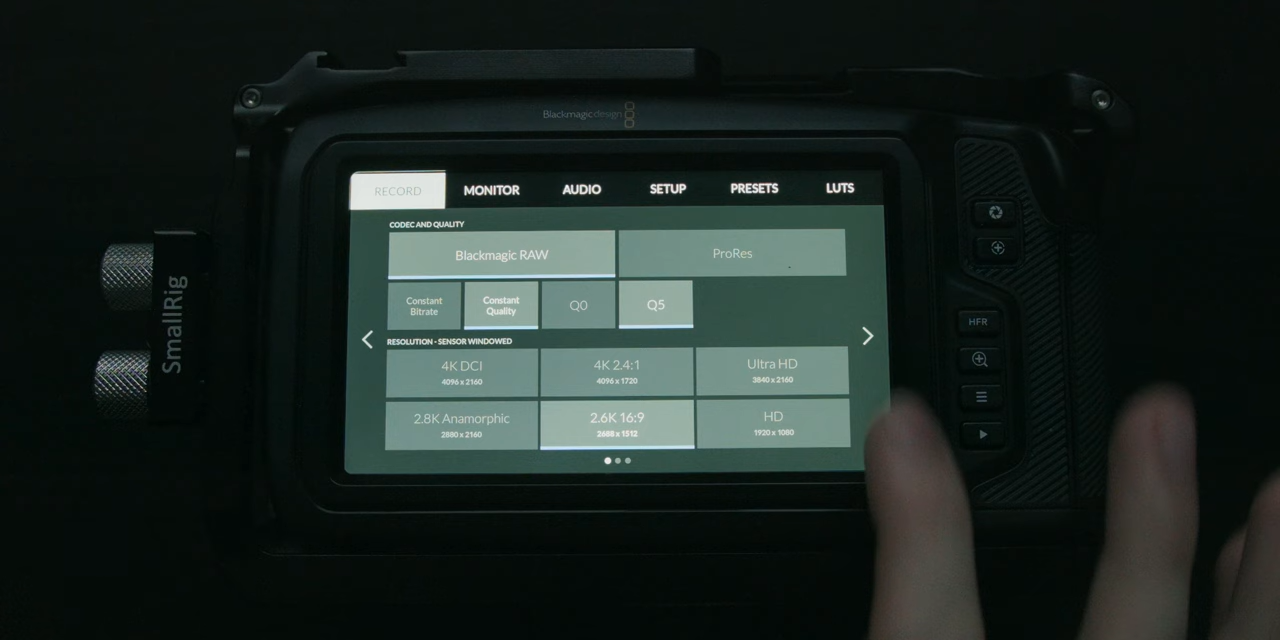 Blackmagicdesign
RECORD MONITOR AUDIO SETUP PRESETS LUTS
CODEC AND QUALITY
Blackmagic RAW ProRes
Constant Bitrate
Constant Quality
Q0 Q5
RESOLUTION - SENSOR WINDOWED
4K DCI 4K 2.4:1 Ultra HD
4096 x 2160 4096 x 1720 3840 x 2160
2.8K Anamorphic 2.6K 16:9 HD
2880 x 2160 2688 x 1512 1920 x 1080
HFR
SmallRig